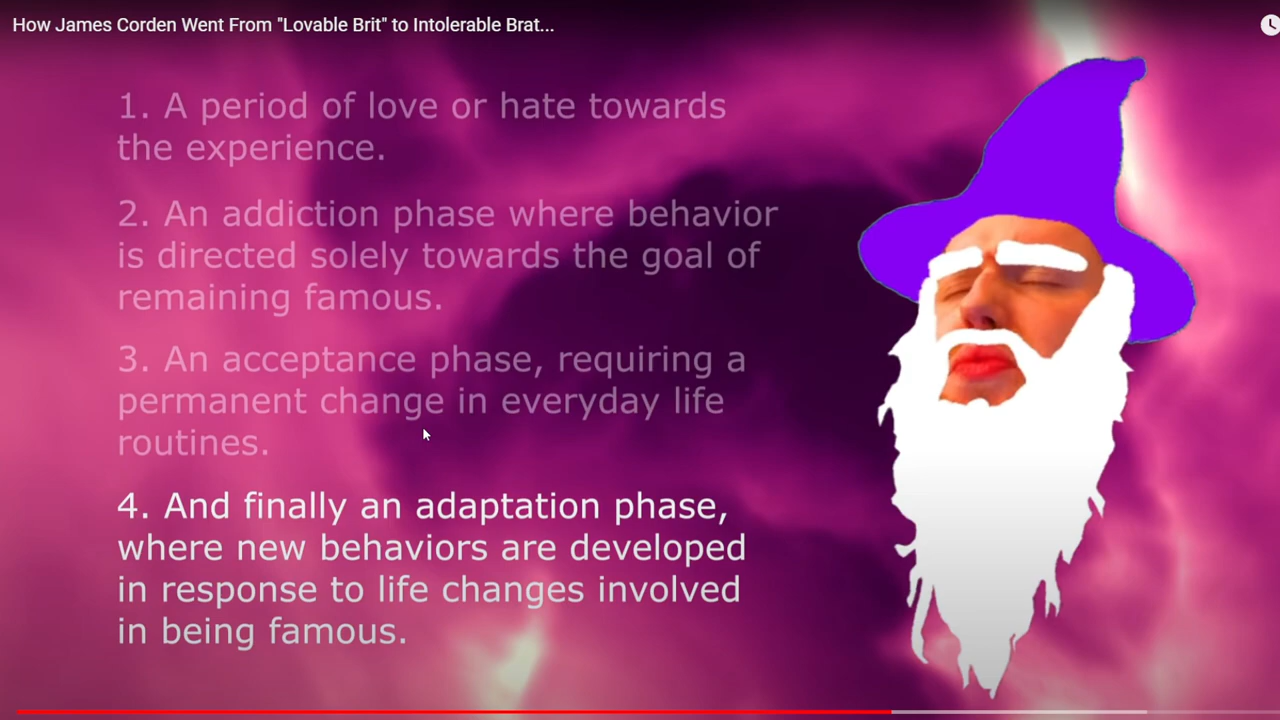 How James Corden Went From "Lovable Brit" to Intolerable Brat...
1. A period of love or hate towards
the experience.
2. An addiction phase where behavior
is directed solely towards the goal of
remaining famous.
3. An acceptance phase, requiring a
permanent change in everyday life
routines.
4. And finally an adaptation phase,
where new behaviors are developed
in response to life changes involved
in being famous.